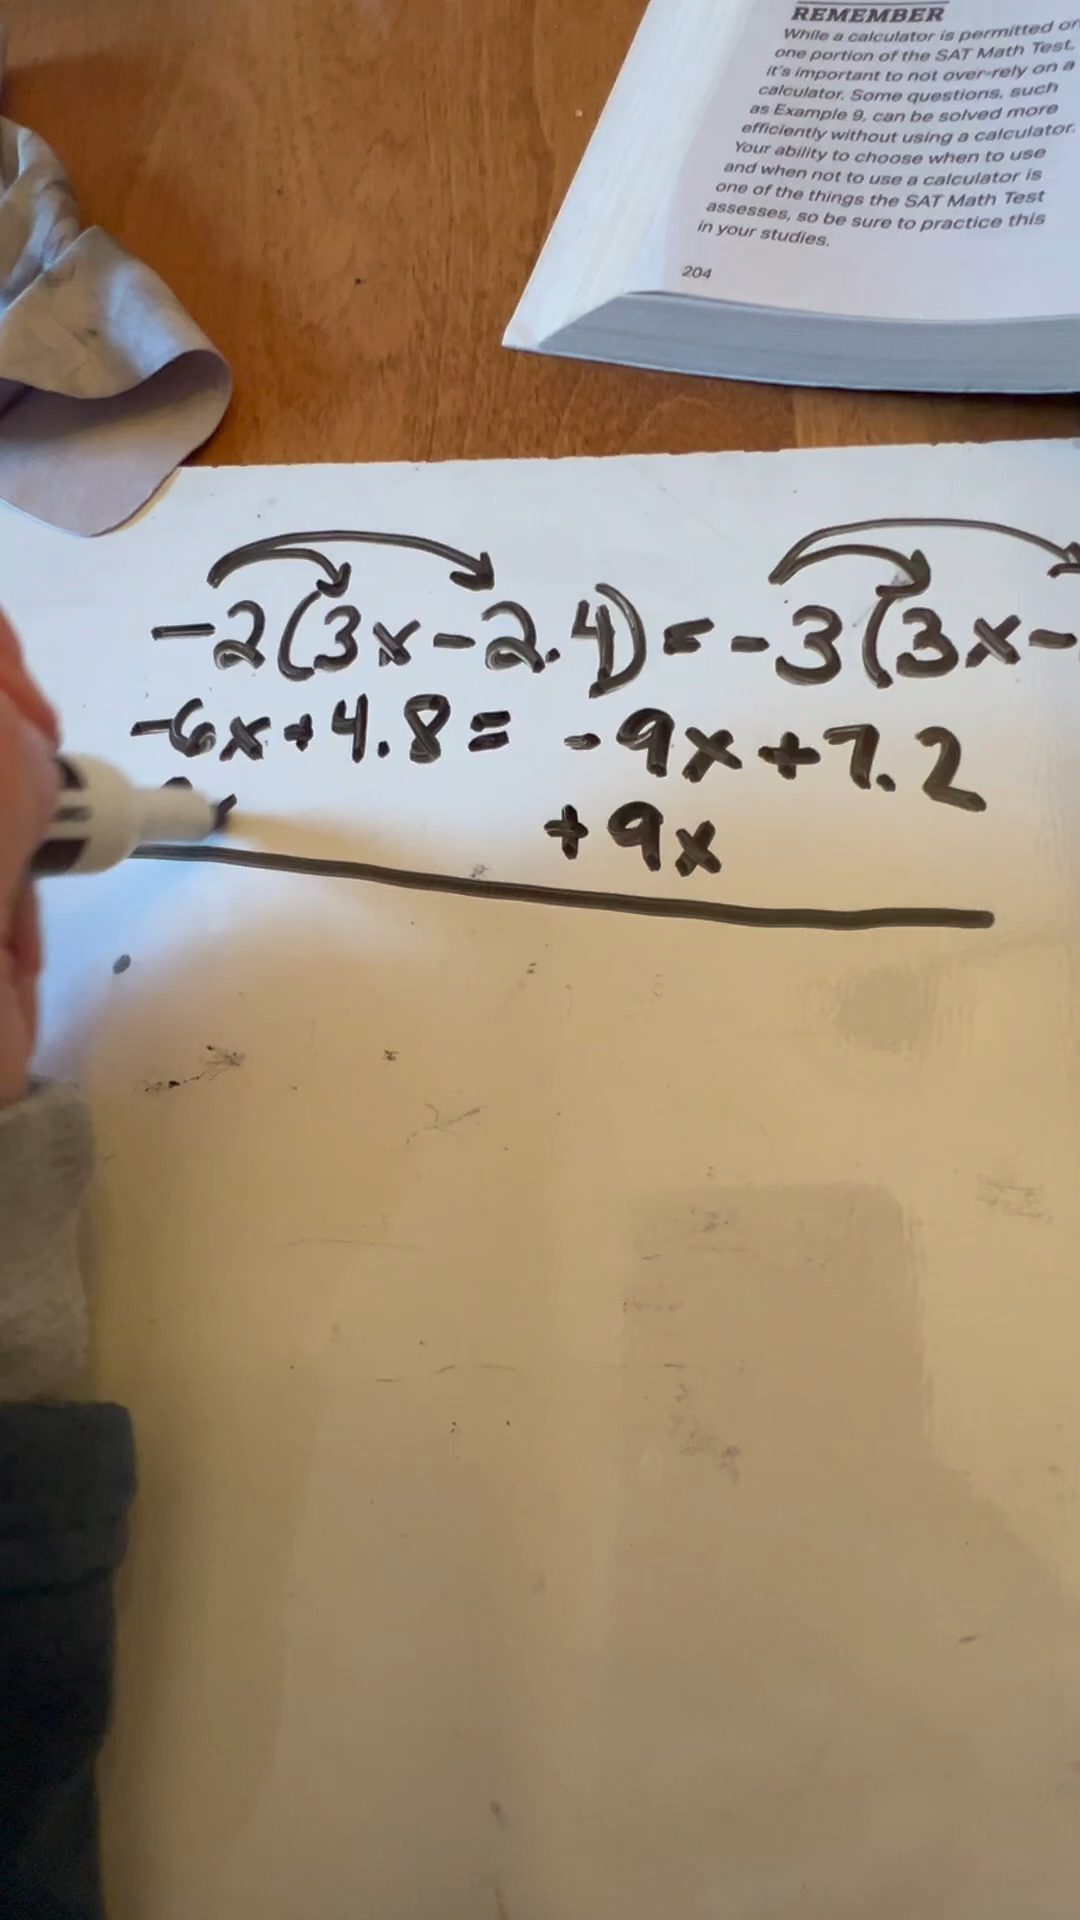 REMEMBER
While a calculator is permitted on
one portion of the SAT Math Test,
it's important to not over-rely on a
calculator. Some questions, such
as Example 9, can be solved more
efficiently without using a calculator.
Your ability to choose when to use
and when not to use a calculator is
one of the things the SAT Math Test
assesses, so be sure to practice this
in your studies.
204
-2(3x-2.4)=-3(3x-
-6x+4.8= -9x+7.2
+9x